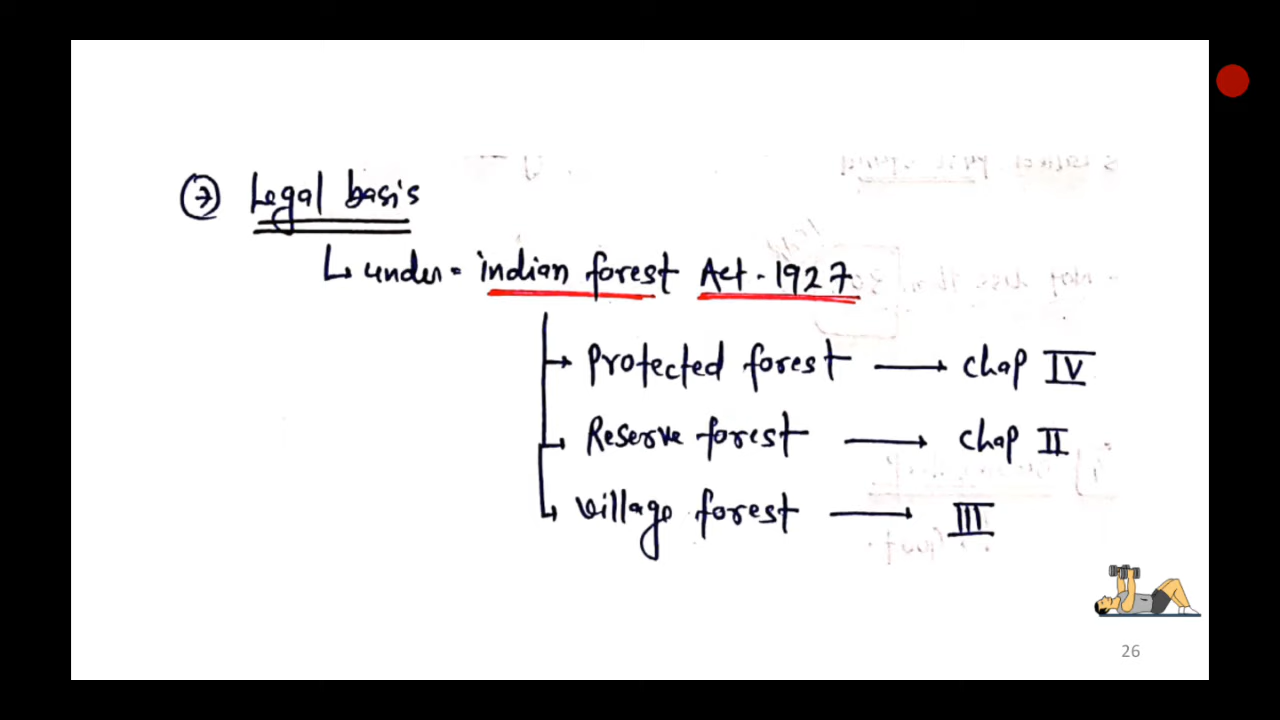 → Legal basis
↳ under - indian forest Act - 1927
→ Protected forest → chap IV
→ Reserve forest → chap II
→ village forest → III
26